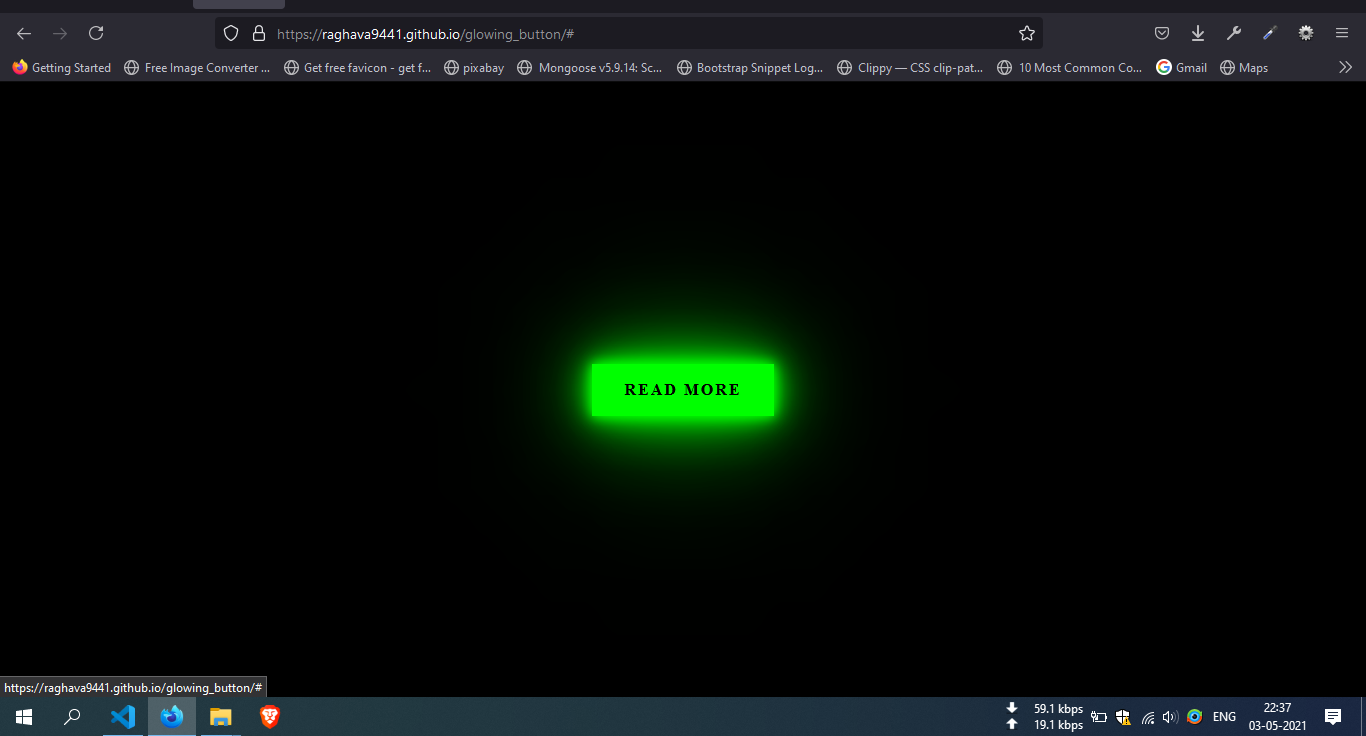 https://raghava9441.github.io/glowing_button/#
Getting Started Free Image Converter ... Get free favicon - get f... pixabay Mongoose v5.9.14: Sc... Bootstrap Snippet Log... Clippy — CSS clip-pat... 10 Most Common Co... Gmail Maps
READ MORE
https://raghava9441.github.io/glowing_button/#
59.1 kbps
19.1 kbps
ENG
22:37
03-05-2021